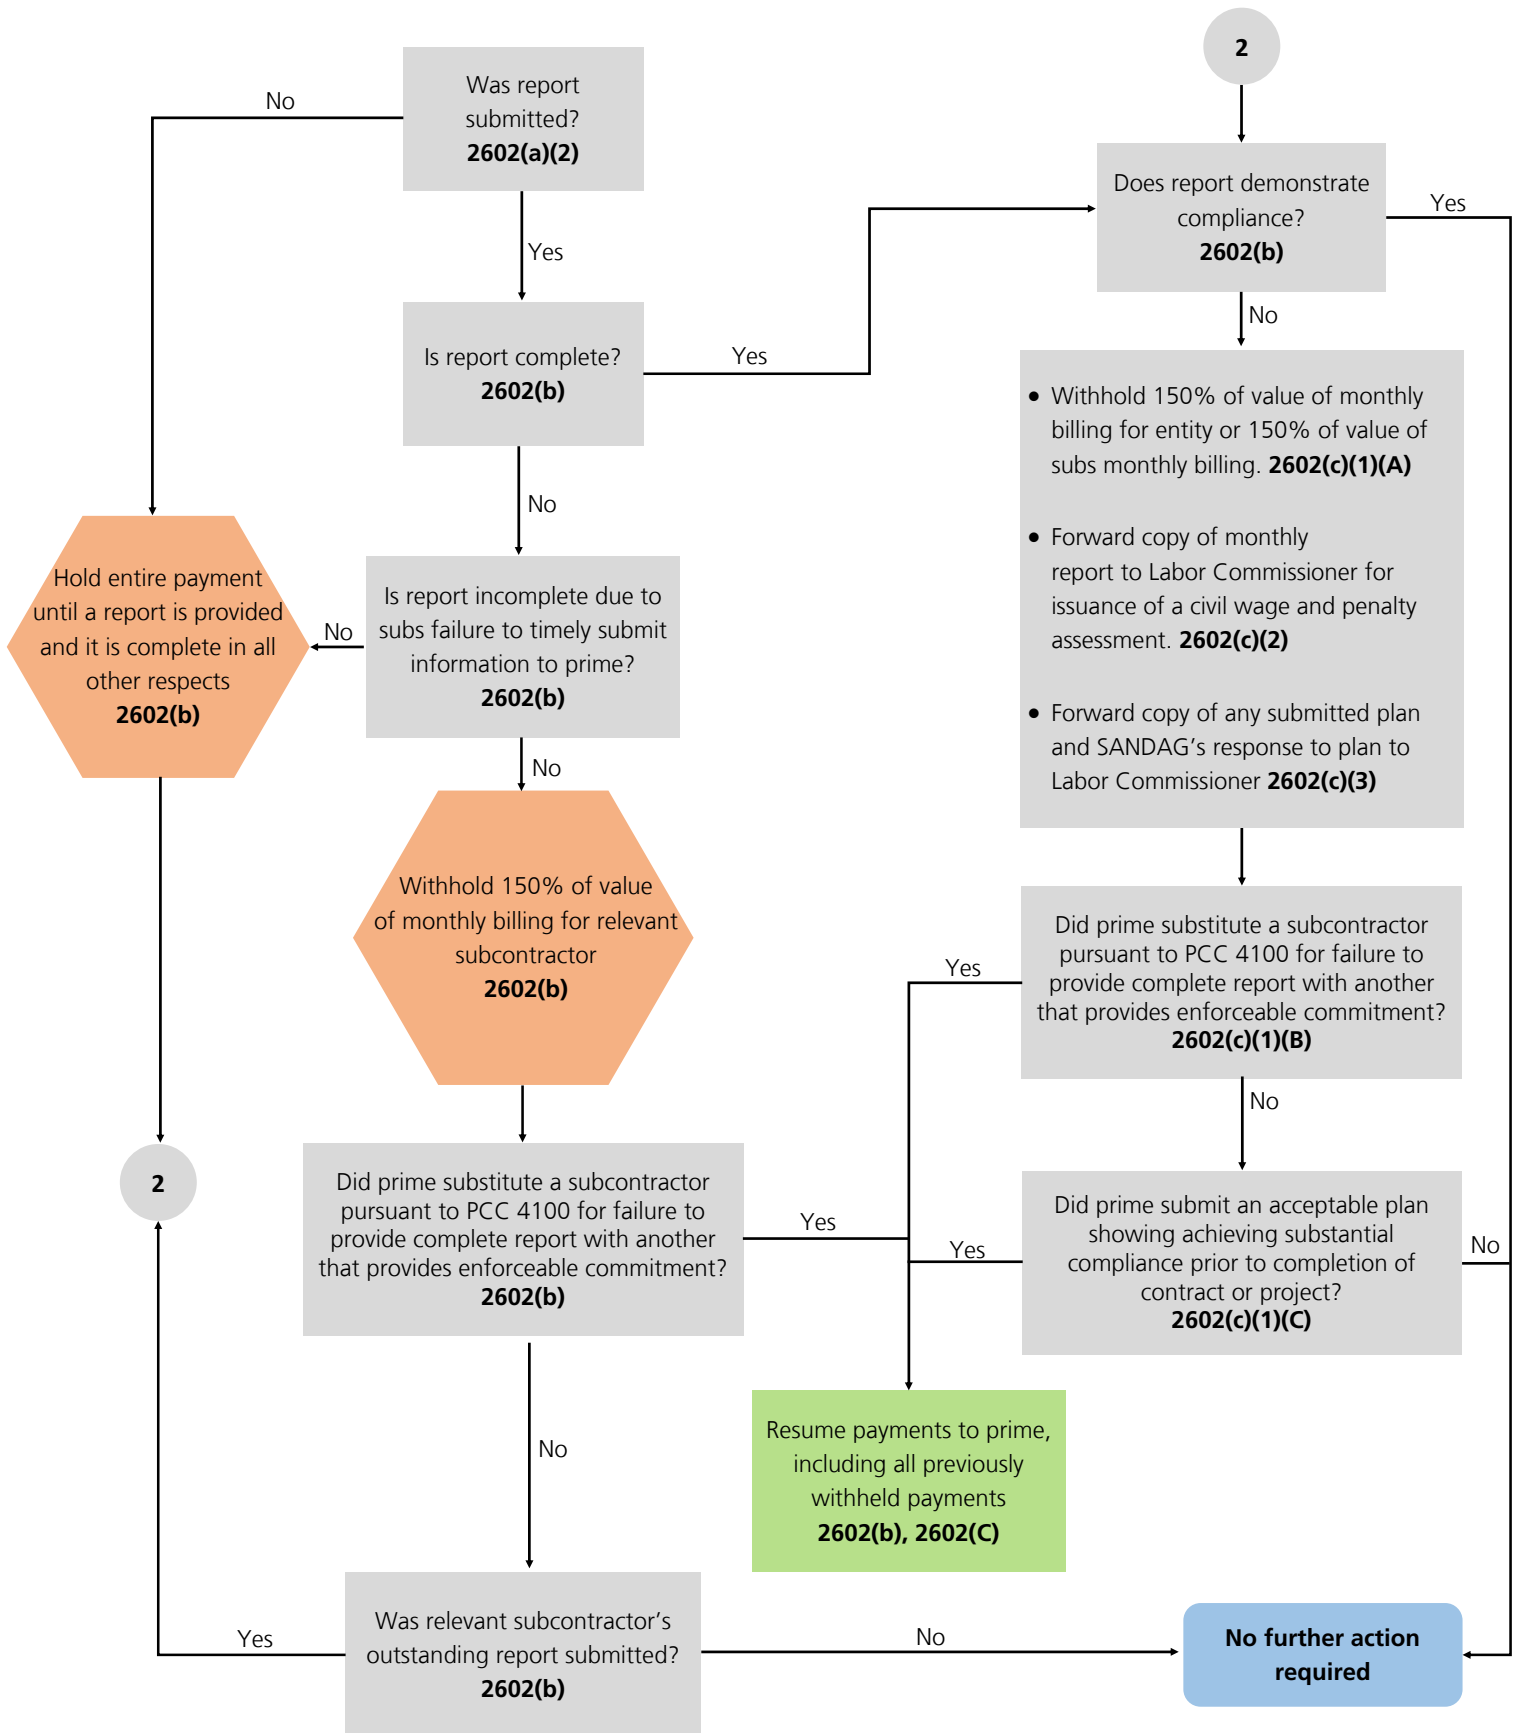 Was report
submitted?
2602(a)(2)
No
Yes
Is report complete?
2602(b)
Yes
No
Is report incomplete due to
subs failure to timely submit
information to prime?
2602(b)
No
Hold entire payment
until a report is provided
and it is complete in all
other respects
2602(b)
No
Withhold 150% of value
of monthly billing for relevant
subcontractor
2602(b)
2
Did prime substitute a subcontractor
pursuant to PCC 4100 for failure to
provide complete report with another
that provides enforceable commitment?
2602(b)
Yes
No
Was relevant subcontractor's
outstanding report submitted?
2602(b)
Yes
No
2
Does report demonstrate
compliance?
2602(b)
Yes
No
• Withhold 150% of value of monthly
billing for entity or 150% of value of
subs monthly billing. 2602(c)(1)(A)
• Forward copy of monthly
report to Labor Commissioner for
issuance of a civil wage and penalty
assessment. 2602(c)(2)
• Forward copy of any submitted plan
and SANDAG's response to plan to
Labor Commissioner 2602(c)(3)
Did prime substitute a subcontractor
pursuant to PCC 4100 for failure to
provide complete report with another
that provides enforceable commitment?
2602(c)(1)(B)
Yes
No
Did prime submit an acceptable plan
showing achieving substantial
compliance prior to completion of
contract or project?
2602(c)(1)(C)
Yes
No
Resume payments to prime,
including all previously
withheld payments
2602(b), 2602(C)
No further action
required